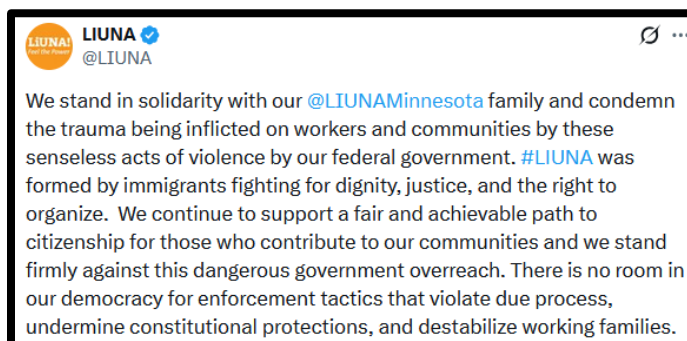 LIUNA
@LIUNA
LiUNA!
Feel the Power
We stand in solidarity with our @LIUNAMinnesota family and condemn
the trauma being inflicted on workers and communities by these
senseless acts of violence by our federal government. #LIUNA was
formed by immigrants fighting for dignity, justice, and the right to
organize.  We continue to support a fair and achievable path to
citizenship for those who contribute to our communities and we stand
firmly against this dangerous government overreach. There is no room in
our democracy for enforcement tactics that violate due process,
undermine constitutional protections, and destabilize working families.